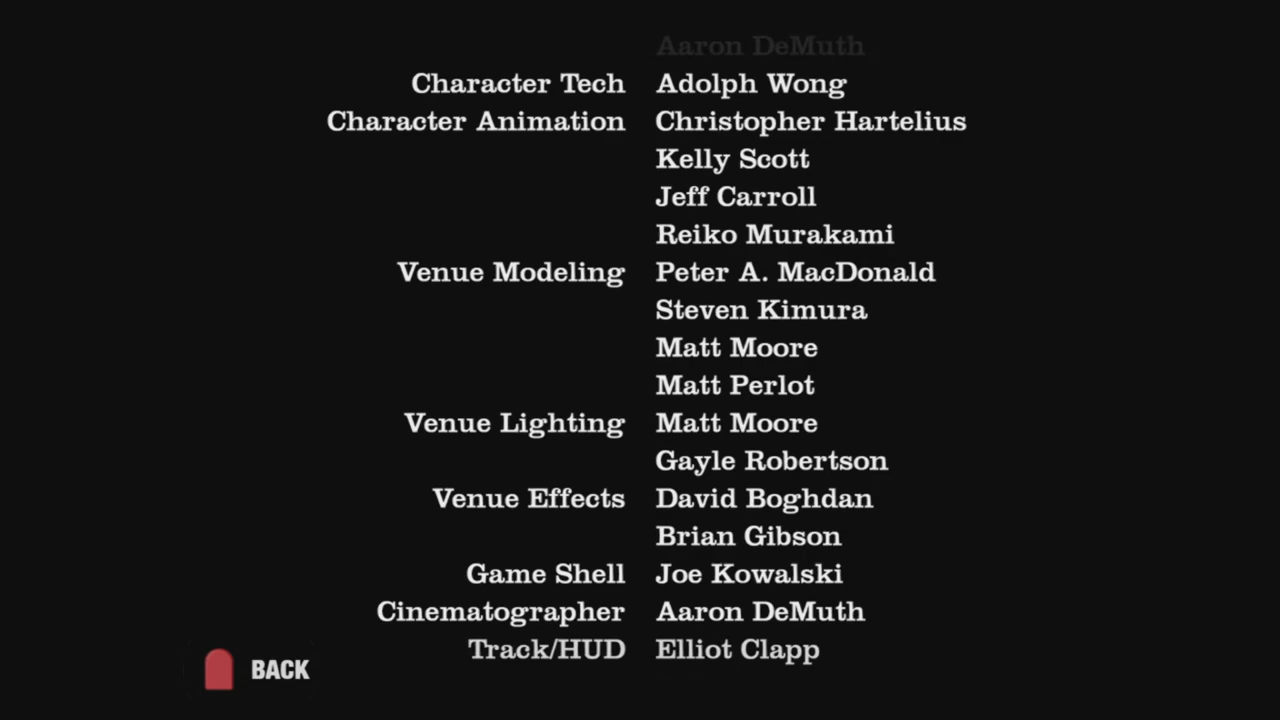 Aaron DeMuth
Character Tech Adolph Wong
Character Animation Christopher Hartelius
Kelly Scott
Jeff Carroll
Reiko Murakami
Venue Modeling Peter A. MacDonald
Steven Kimura
Matt Moore
Matt Perlot
Venue Lighting Matt Moore
Gayle Robertson
Venue Effects David Boghdan
Brian Gibson
Game Shell Joe Kowalski
Cinematographer Aaron DeMuth
Track/HUD Elliot Clapp
BACK